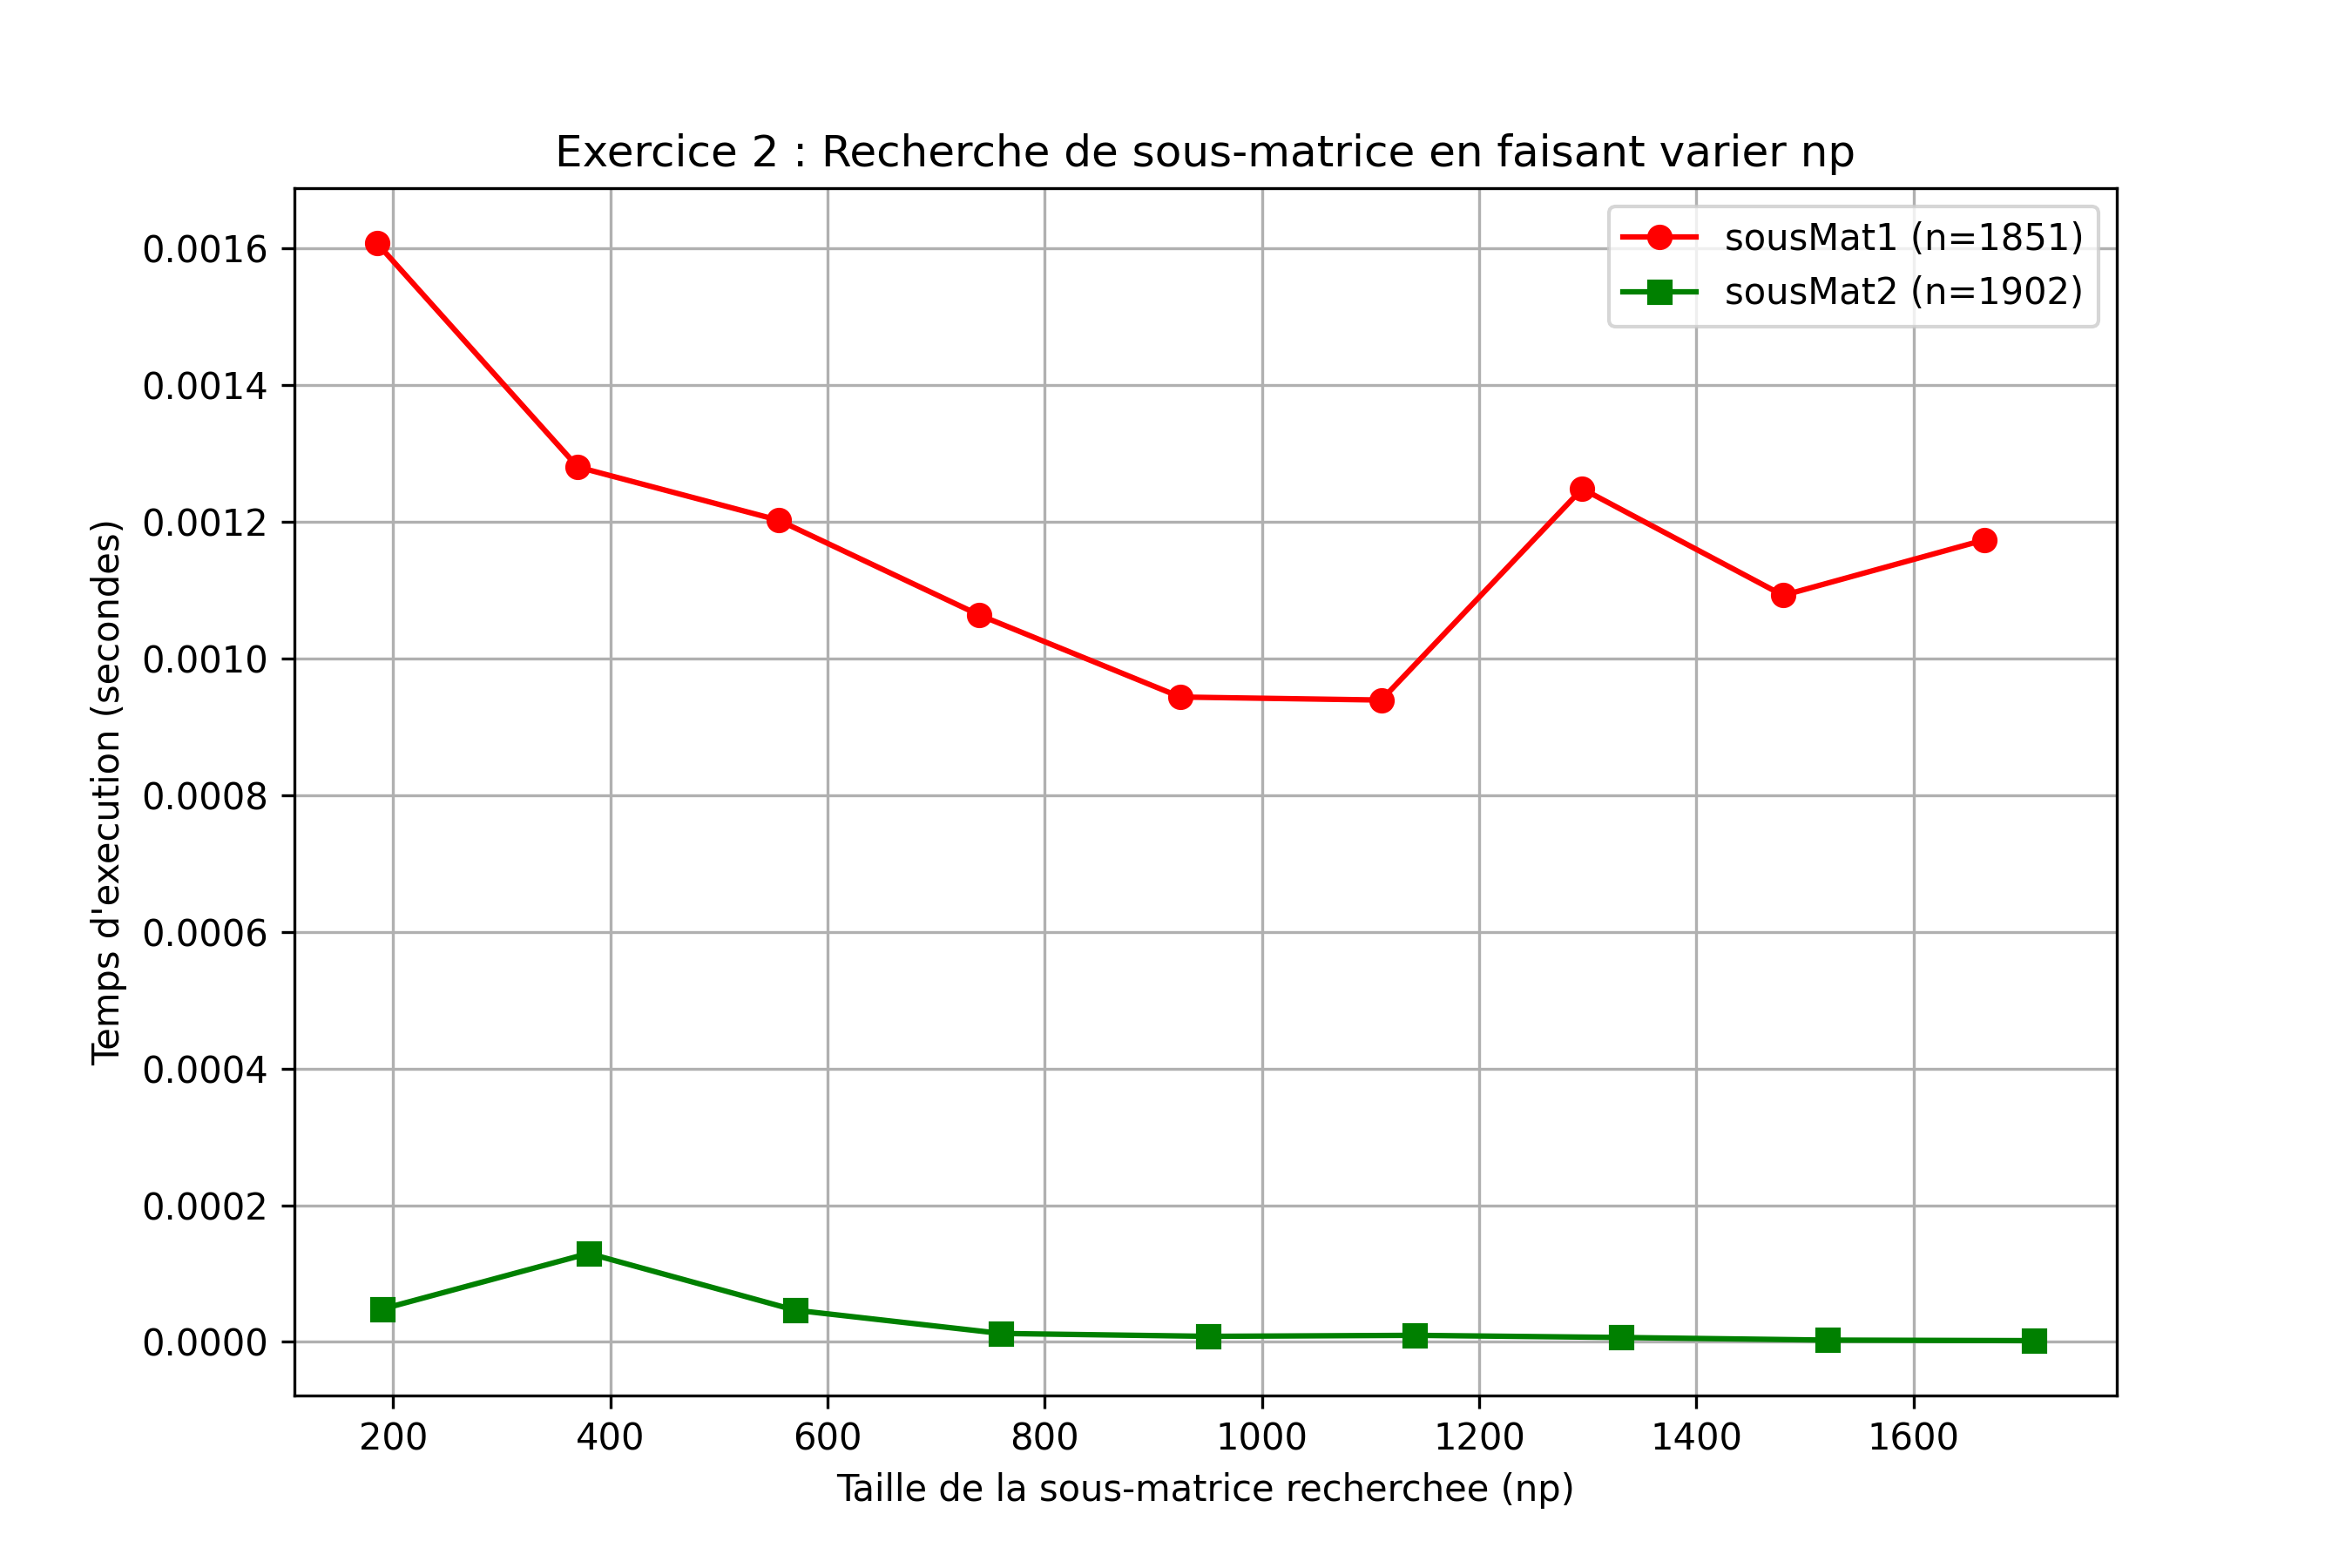 Exercice 2 : Recherche de sous-matrice en faisant varier np
sousMat1 (n=1851)
sousMat2 (n=1902)
Temps d'execution (secondes)
0.0016
0.0014
0.0012
0.0010
0.0008
0.0006
0.0004
0.0002
0.0000
200 400 600 800 1000 1200 1400 1600
Taille de la sous-matrice recherchee (np)